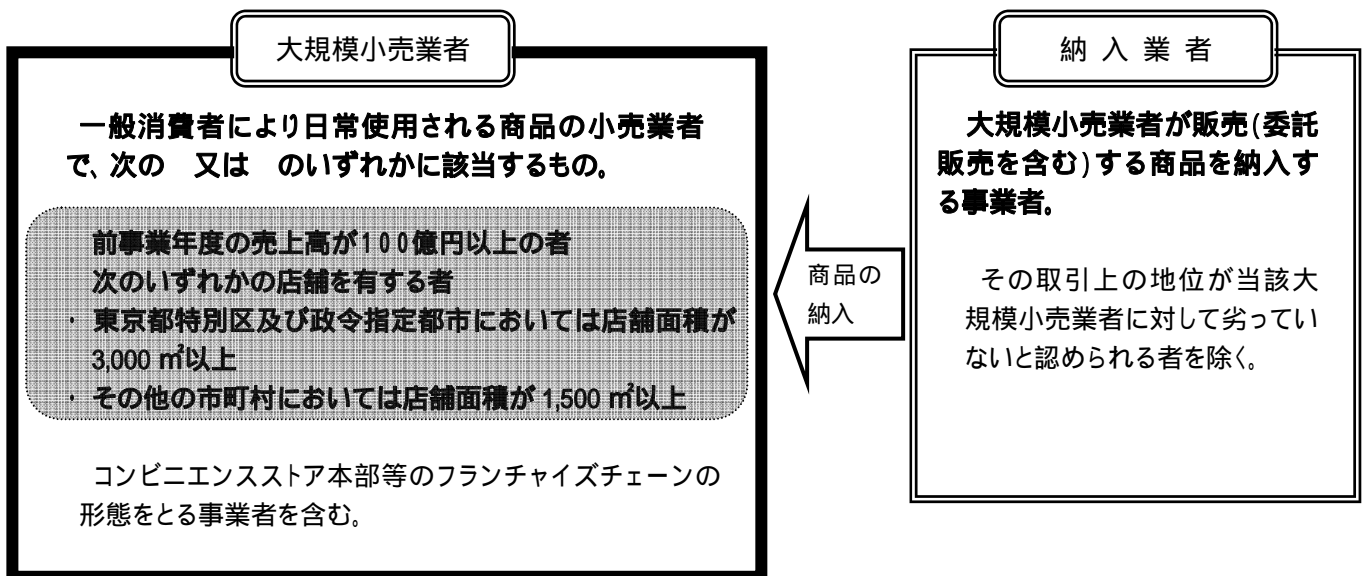 大規模小売業者
一般消費者により日常使用される商品の小売業者
で、次の　又は　のいずれかに該当するもの。
前事業年度の売上高が100億円以上の者
次のいずれかの店舗を有する者
・ 東京都特別区及び政令指定都市においては店舗面積が
3,000 ㎡以上
・ その他の市町村においては店舗面積が 1,500 ㎡以上
コンビニエンスストア本部等のフランチャイズチェーンの
形態をとる事業者を含む。
商品の
納入
納 入 業 者
大規模小売業者が販売(委託
販売を含む)する商品を納入す
る事業者。
その取引上の地位が当該大
規模小売業者に対して劣ってい
ないと認められる者を除く。